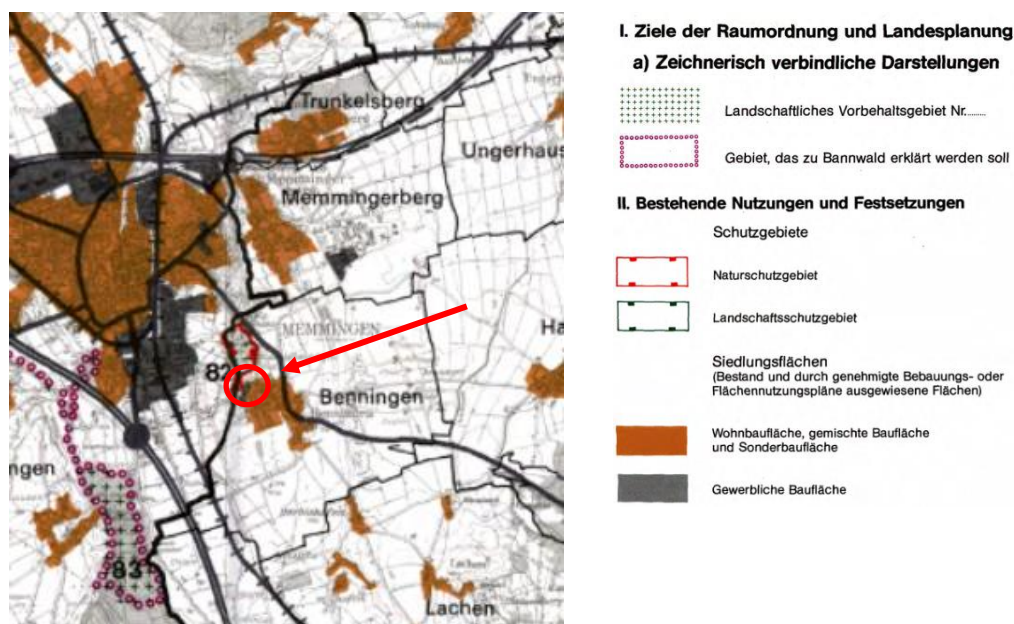 Trunkelsberg
Ungerhaus
Memmingerberg
MEMMINGEN
Ha
82
Benningen
ngen
83
Lachen
Lachen
I. Ziele der Raumordnung und Landesplanung
a) Zeichnerisch verbindliche Darstellungen
Landschaftliches Vorbehaltsgebiet Nr.........
Gebiet, das zu Bannwald erklärt werden soll
II. Bestehende Nutzungen und Festsetzungen
Schutzgebiete
Naturschutzgebiet
Landschaftsschutzgebiet
Siedlungsflächen
(Bestand und durch genehmigte Bebauungs- oder
Flächennutzungspläne ausgewiesene Flächen)
Wohnbaufläche, gemischte Baufläche
und Sonderbaufläche
Gewerbliche Baufläche